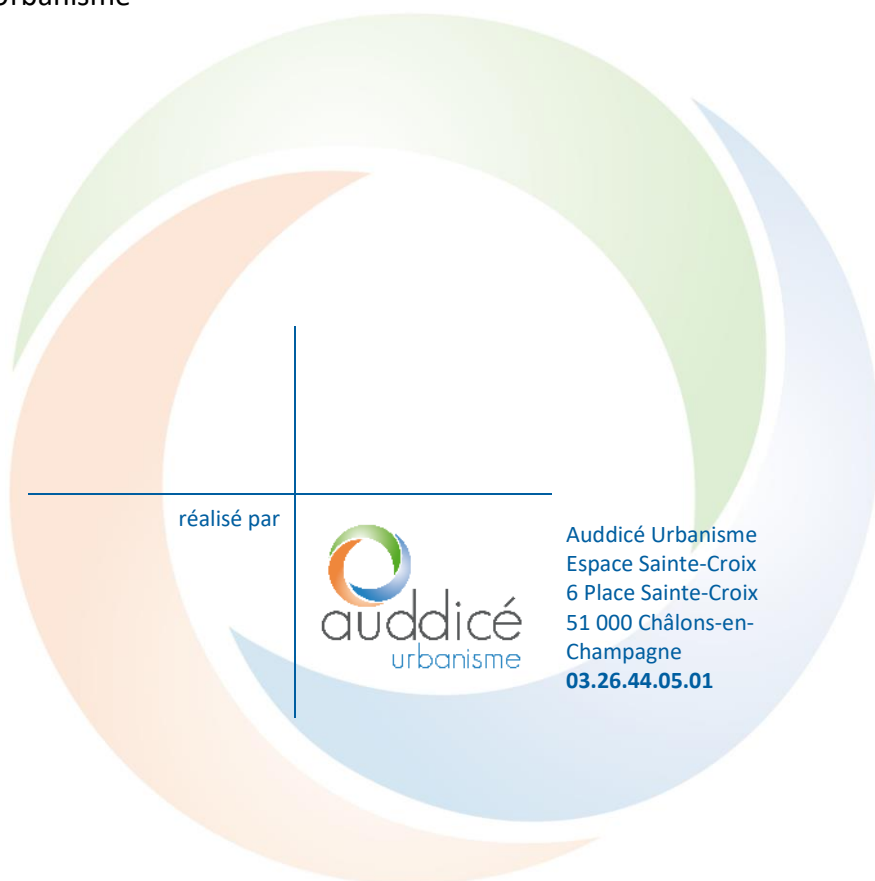 Urbanisme
réalisé par
auddicé
urbanisme
Auddicé Urbanisme
Espace Sainte-Croix
6 Place Sainte-Croix
51 000 Châlons-en-
Champagne
03.26.44.05.01